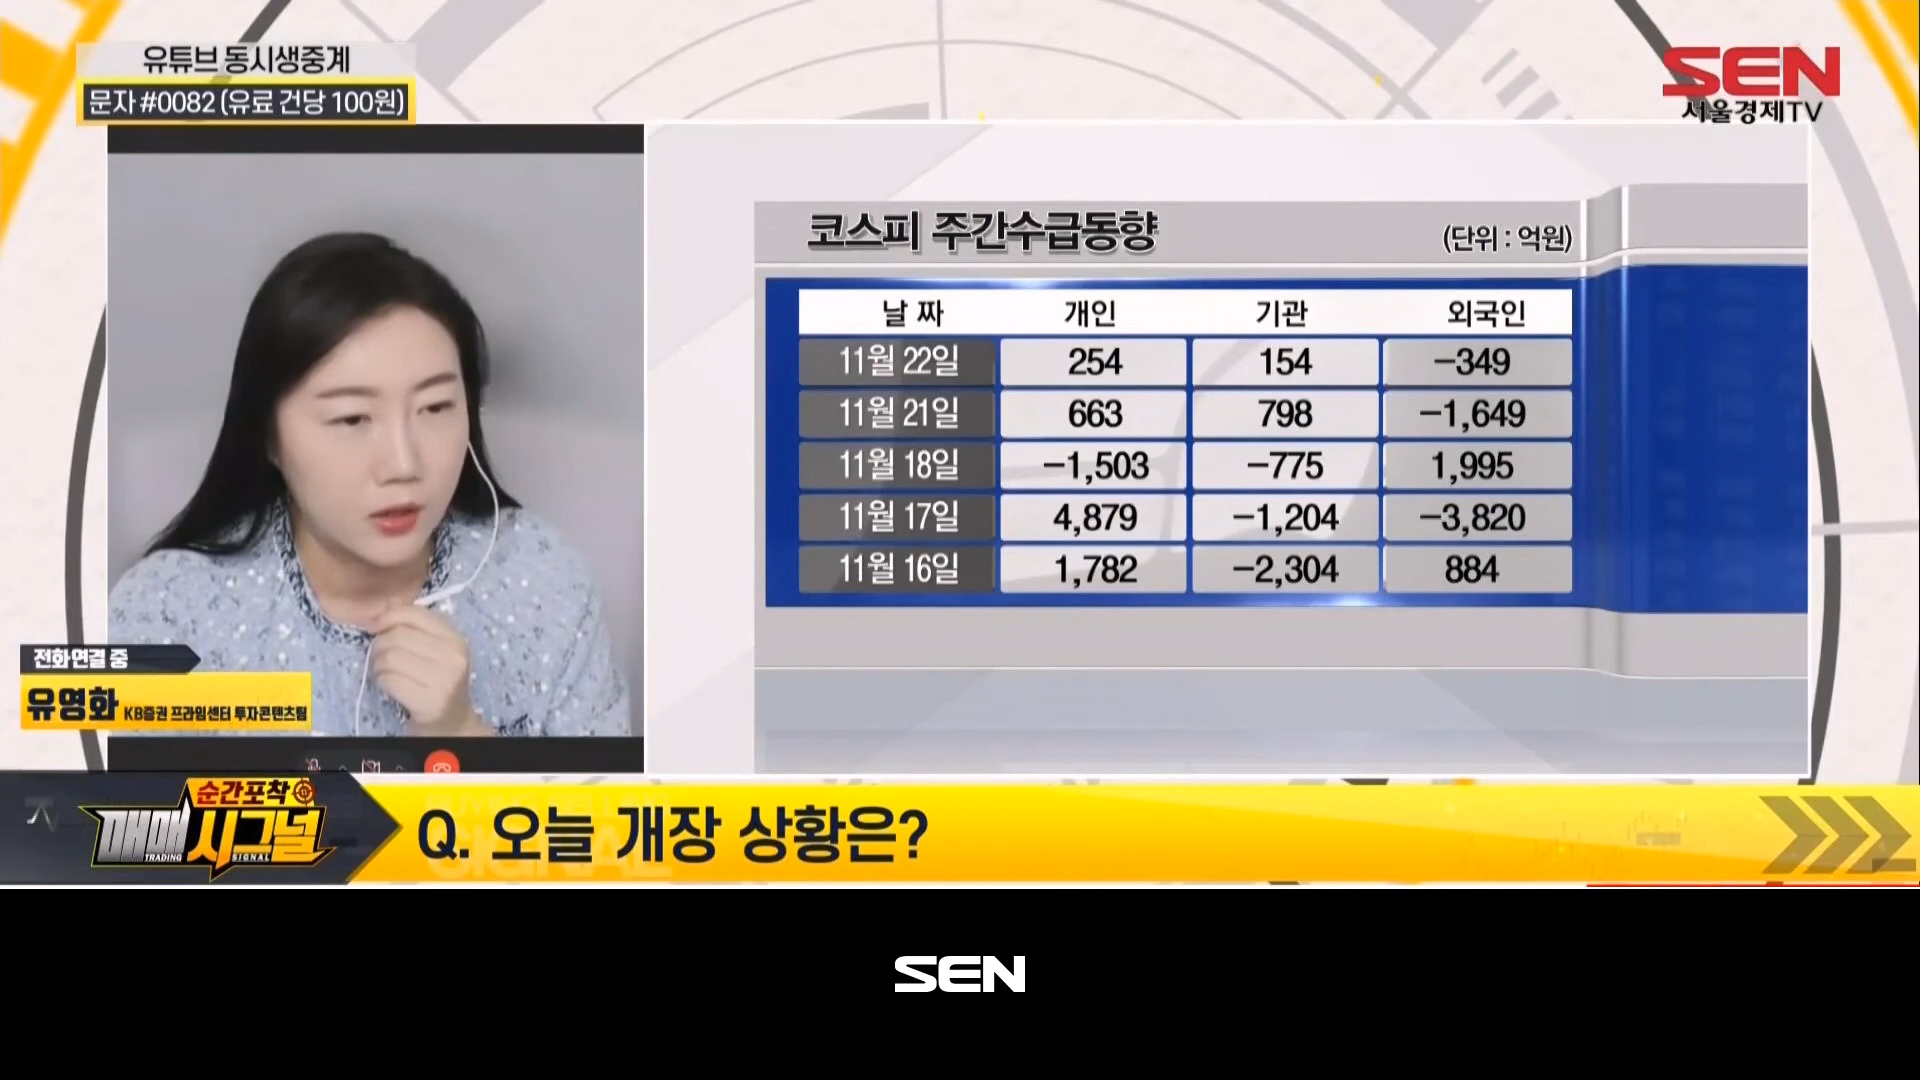 유튜브 동시생중계
문자 #0082 (유료 건당 100원)
SEN
서울경제TV
코스피 주간수급동향
(단위 : 억원)
날 짜 개인 기관 외국인
11월 22일 254 154 -349
11월 21일 663 798 -1,649
11월 18일 -1,503 -775 1,995
11월 17일 4,879 -1,204 -3,820
11월 16일 1,782 -2,304 884
전화연결 중
유영화 KB증권 프라임센터 투자콘텐츠팀
순간포착
매매 시그널
TRADING SIGNAL
Q. 오늘 개장 상황은?
SEN